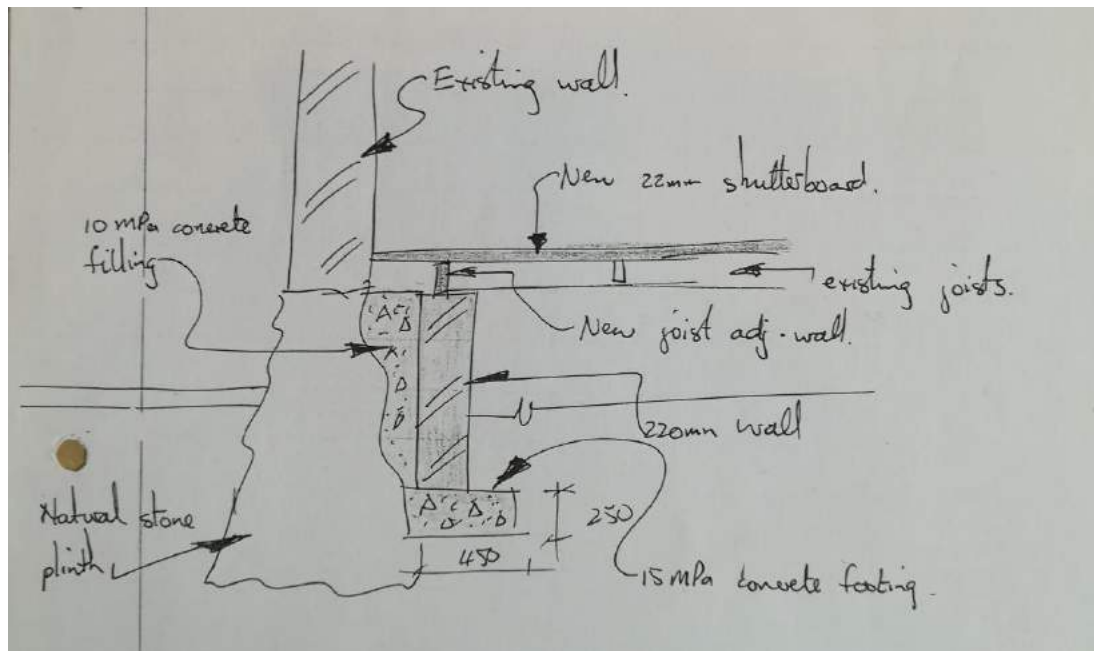 Existing wall.
New 22mm shutterboard.
10 MPa concrete
filling
existing joists.
New joist adj. wall.
220mm wall
Natural stone
plinth
250
450
15 MPa concrete footing.